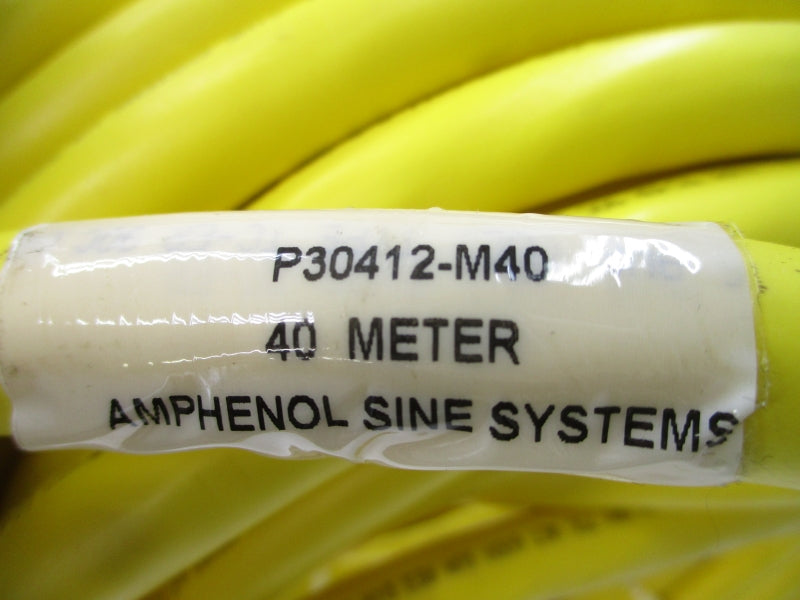 P30412-M40
40 METER
AMPHENOL SINE SYSTEMS